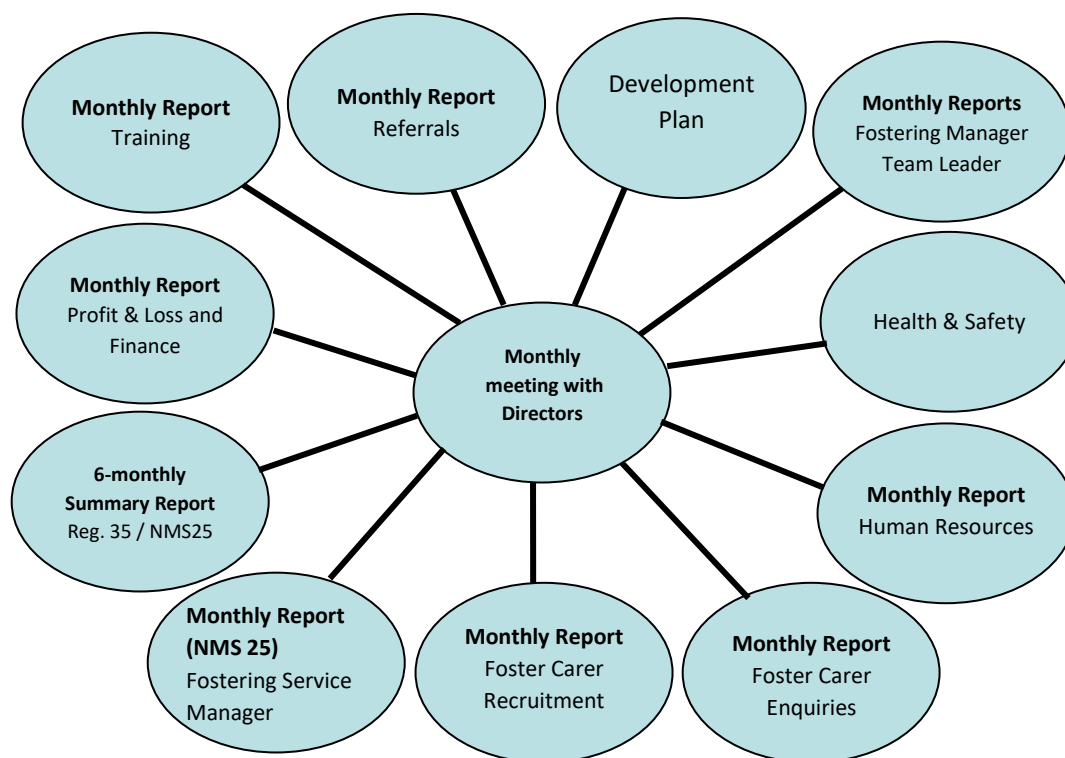 Monthly Report
Training
Monthly Report
Referrals
Development
Plan
Monthly Reports
Fostering Manager
Team Leader
Monthly Report
Profit & Loss and
Finance
Monthly
meeting with
Directors
Health & Safety
6-monthly
Summary Report
Reg. 35 / NMS25
Monthly Report
Human Resources
Monthly Report
(NMS 25)
Fostering Service
Manager
Monthly Report
Foster Carer
Recruitment
Monthly Report
Foster Carer
Enquiries